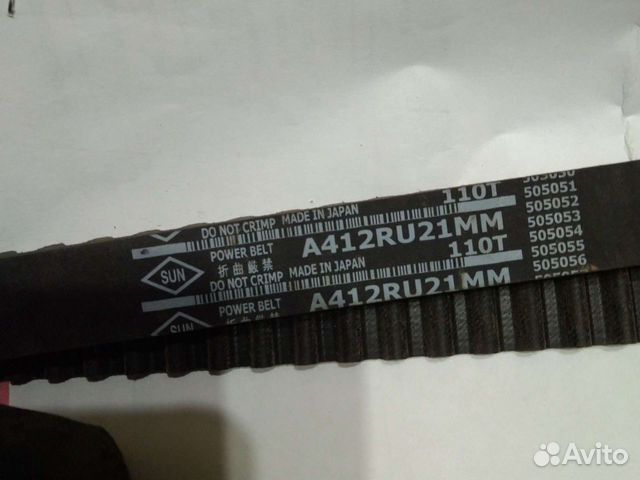 110T
DO NOT CRIMP MADE IN JAPAN
POWER BELT A412RU21MM
SUN 折曲厳禁 110T
DO NOT CRIMP MADE IN JAPAN
POWER BELT A412RU21MM
SUN
505051
505052
505053
505054
505055
505056
Avito